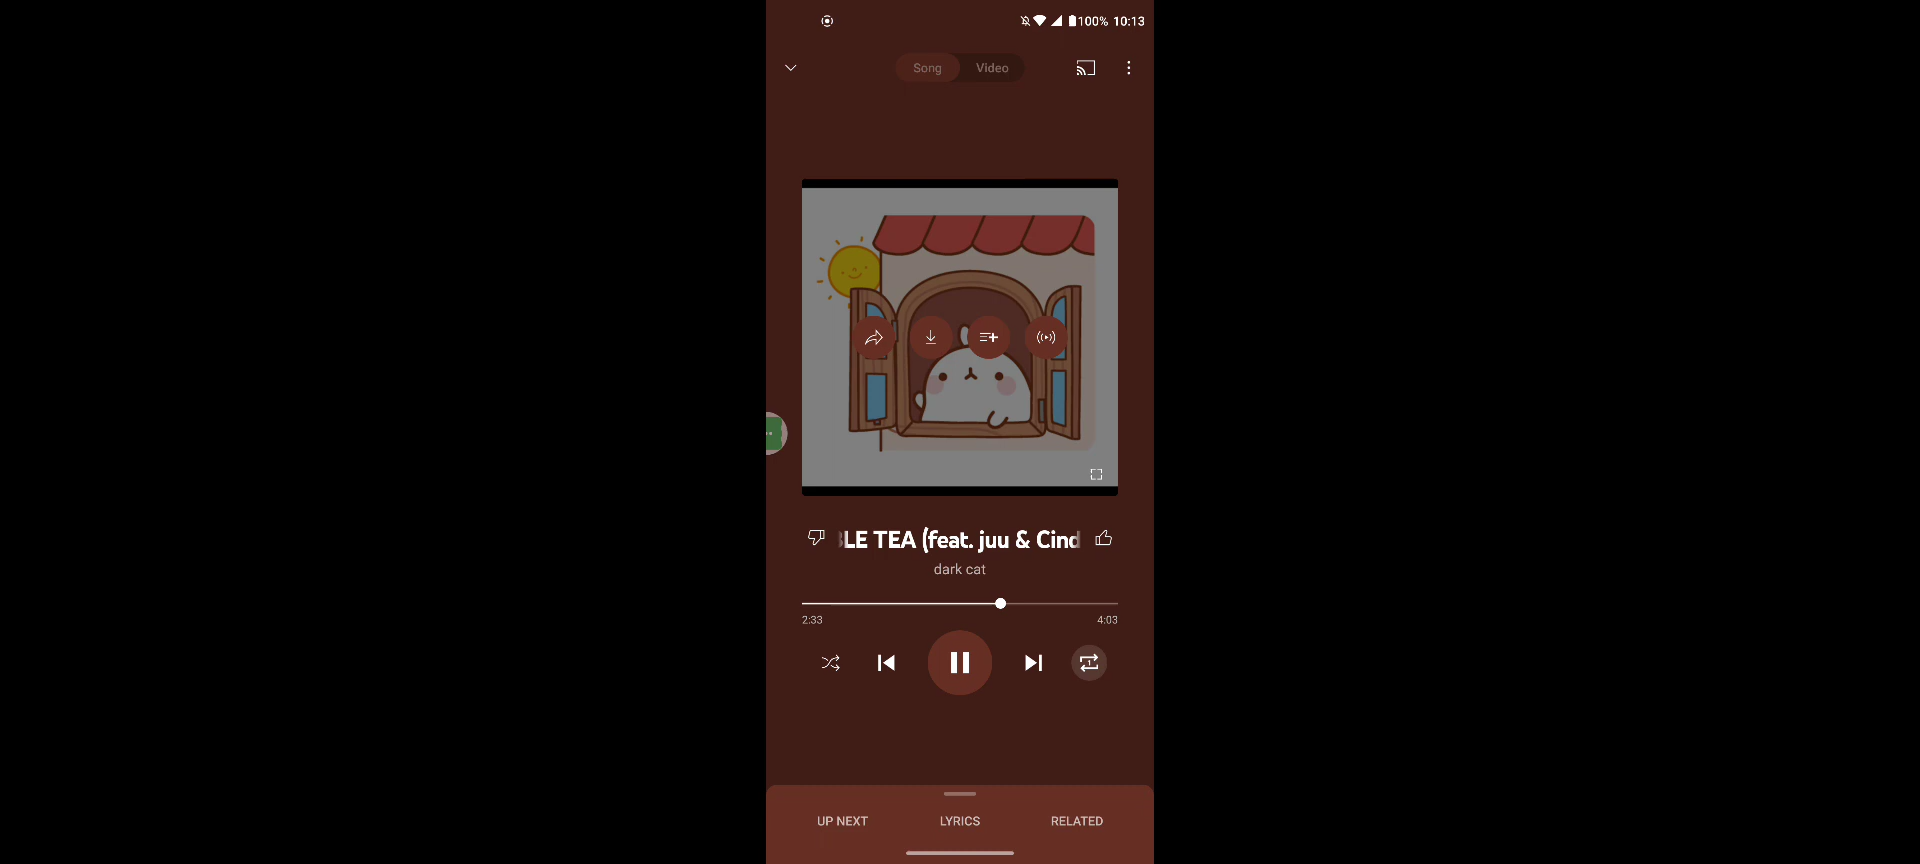 100% 10:13
Song Video
LE TEA (feat. juu & Cind
dark cat
2:33 4:03
UP NEXT LYRICS RELATED